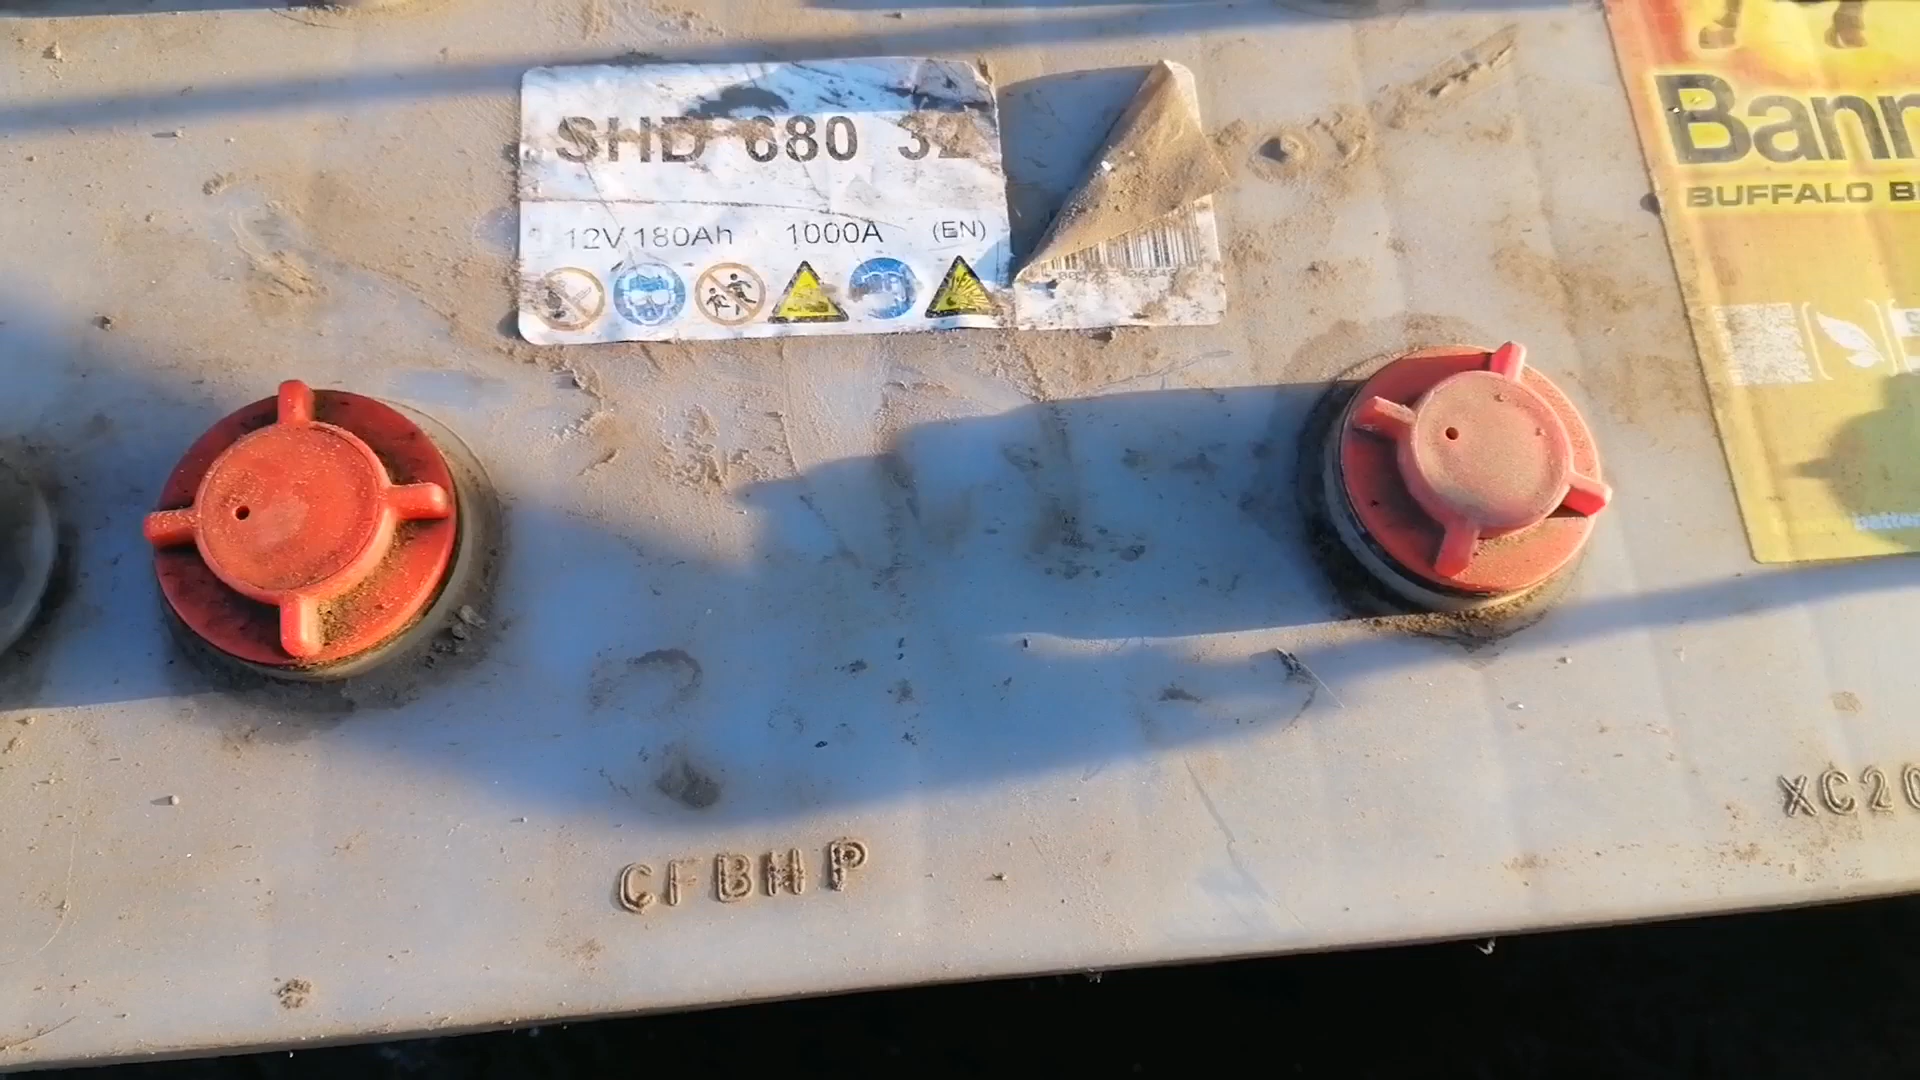 SHD 680 32
12V 180Ah 1000A (EN)
Bann
BUFFALO B
CFBHP
XC20